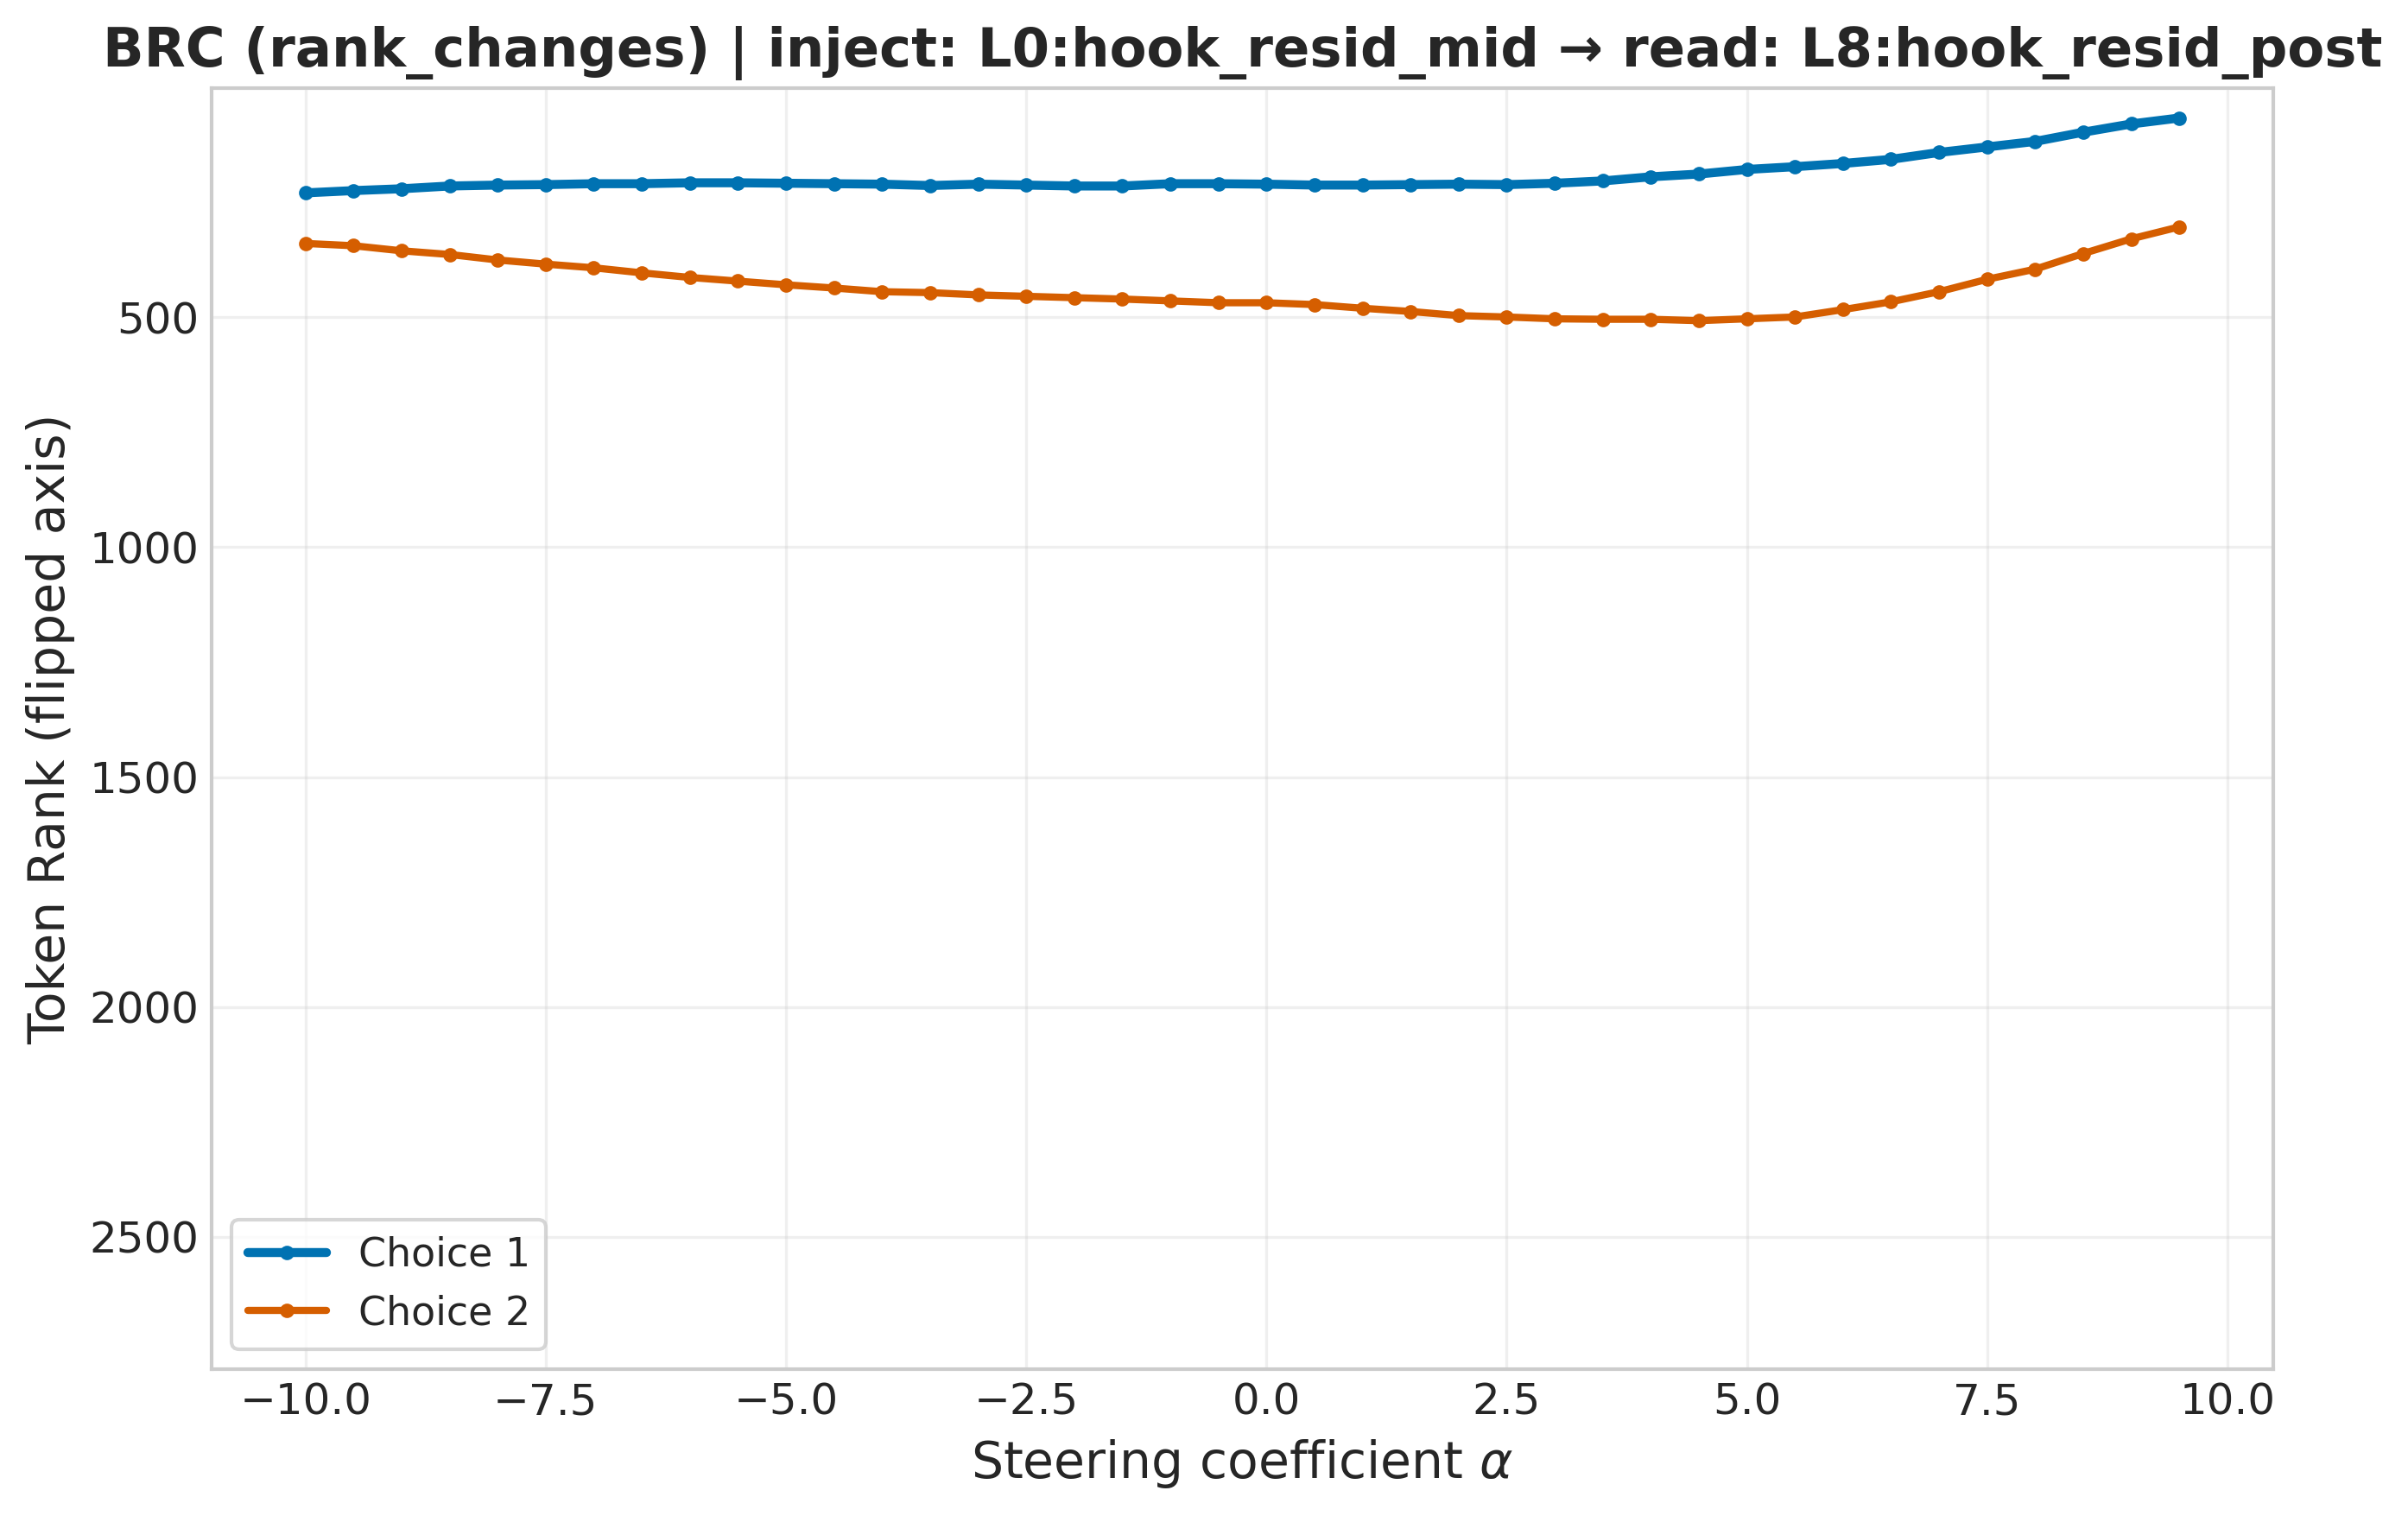 BRC (rank_changes) | inject: L0:hook_resid_mid → read: L8:hook_resid_post
Token Rank (flipped axis)
500
1000
1500
2000
2500
Choice 1
Choice 2
−10.0 −7.5 −5.0 −2.5 0.0 2.5 5.0 7.5 10.0
Steering coefficient α